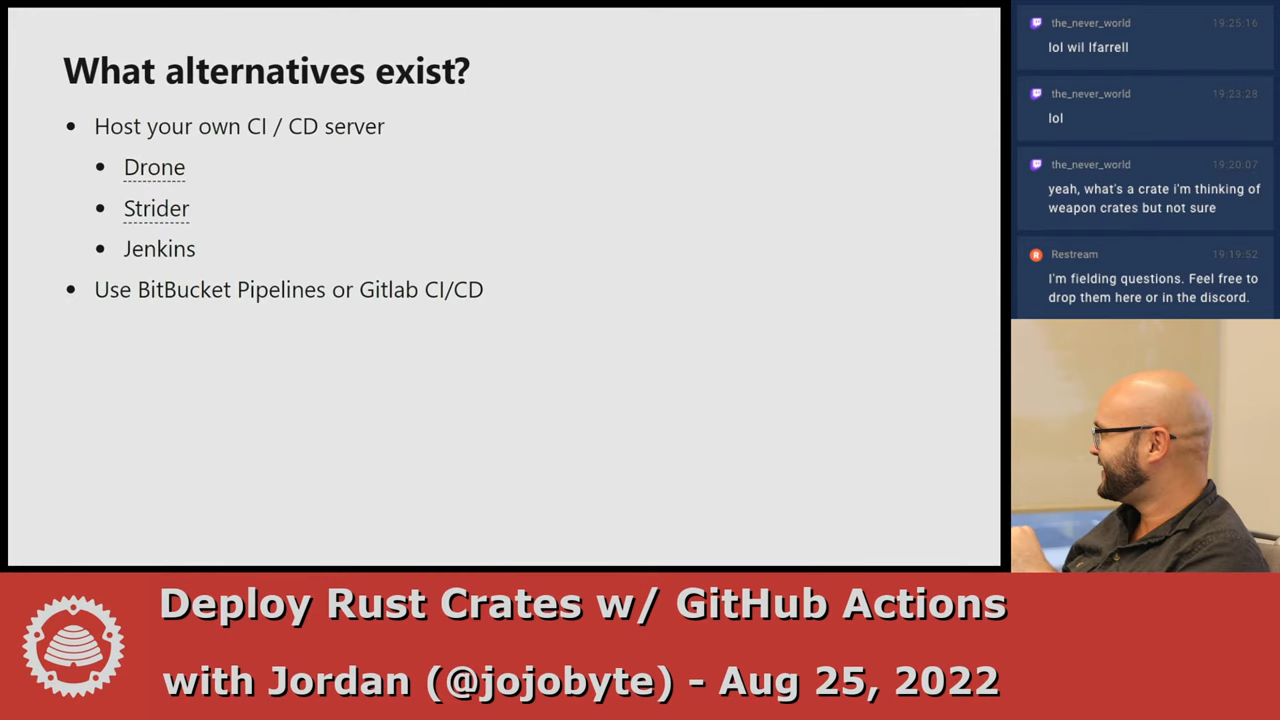 What alternatives exist?
Host your own CI / CD server
Drone
Strider
Jenkins
Use BitBucket Pipelines or Gitlab CI/CD
the_never_world 19:25:16
lol wil lfarrell
the_never_world 19:23:28
lol
the_never_world 19:20:07
yeah, what's a crate i'm thinking of
weapon crates but not sure
R Restream 19:19:52
I'm fielding questions. Feel free to
drop them here or in the discord.
Deploy Rust Crates w/ GitHub Actions
with Jordan (@jojobyte) - Aug 25, 2022